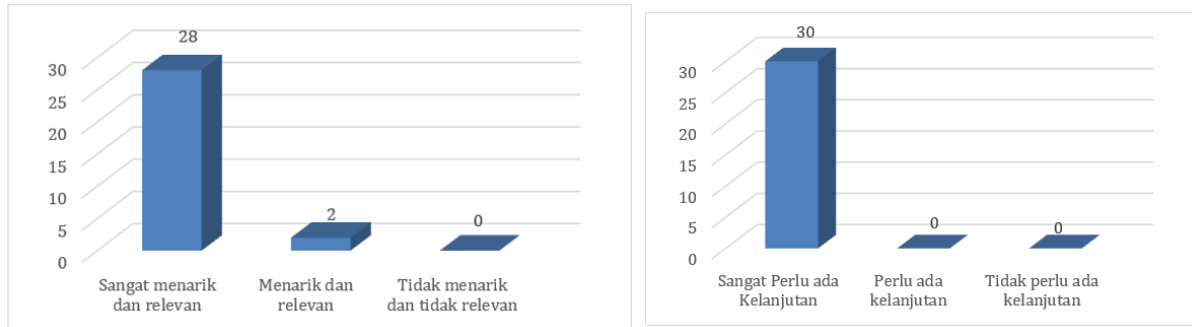 28
30
25
20
15
10
5
0
2
0
Sangat menarik
dan relevan
Menarik dan
relevan
Tidak menarik
dan tidak relevan
30
30
25
20
15
10
5
0
0
0
Sangat Perlu ada
Kelanjutan
Perlu ada
kelanjutan
Tidak perlu ada
kelanjutan